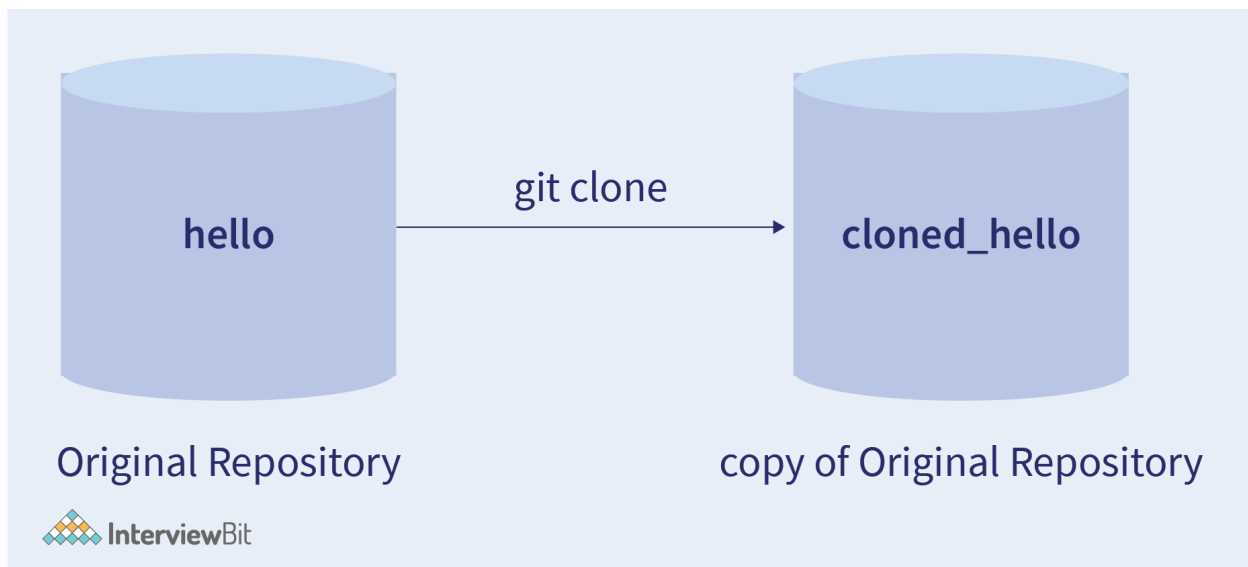 git clone
hello
cloned_hello
Original Repository
copy of Original Repository
InterviewBit